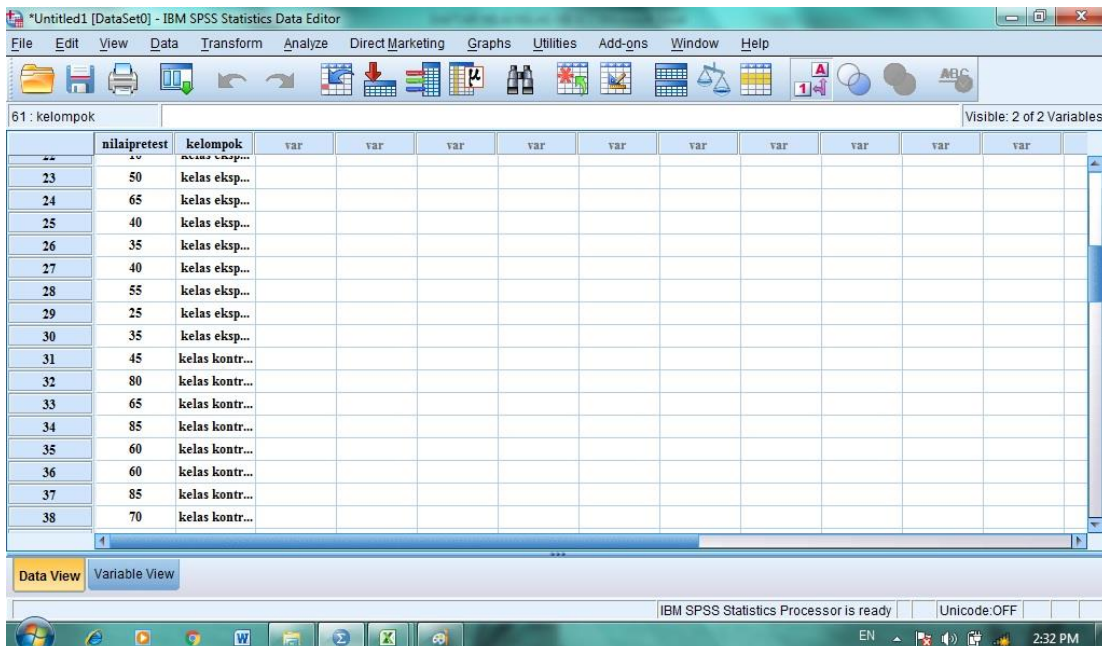 *Untitled1 [DataSet0] - IBM SPSS Statistics Data Editor
File Edit View Data Transform Analyze Direct Marketing Graphs Utilities Add-ons Window Help
A
1
ABC
61 : kelompok Visible: 2 of 2 Variables
nilaipretest kelompok var var var var var var var var var var
23 50 kelas eksp...
24 65 kelas eksp...
25 40 kelas eksp...
26 35 kelas eksp...
27 40 kelas eksp...
28 55 kelas eksp...
29 25 kelas eksp...
30 35 kelas eksp...
31 45 kelas kontr...
32 80 kelas kontr...
33 65 kelas kontr...
34 85 kelas kontr...
35 60 kelas kontr...
36 60 kelas kontr...
37 85 kelas kontr...
38 70 kelas kontr...
Data View Variable View
IBM SPSS Statistics Processor is ready Unicode:OFF
EN 2:32 PM